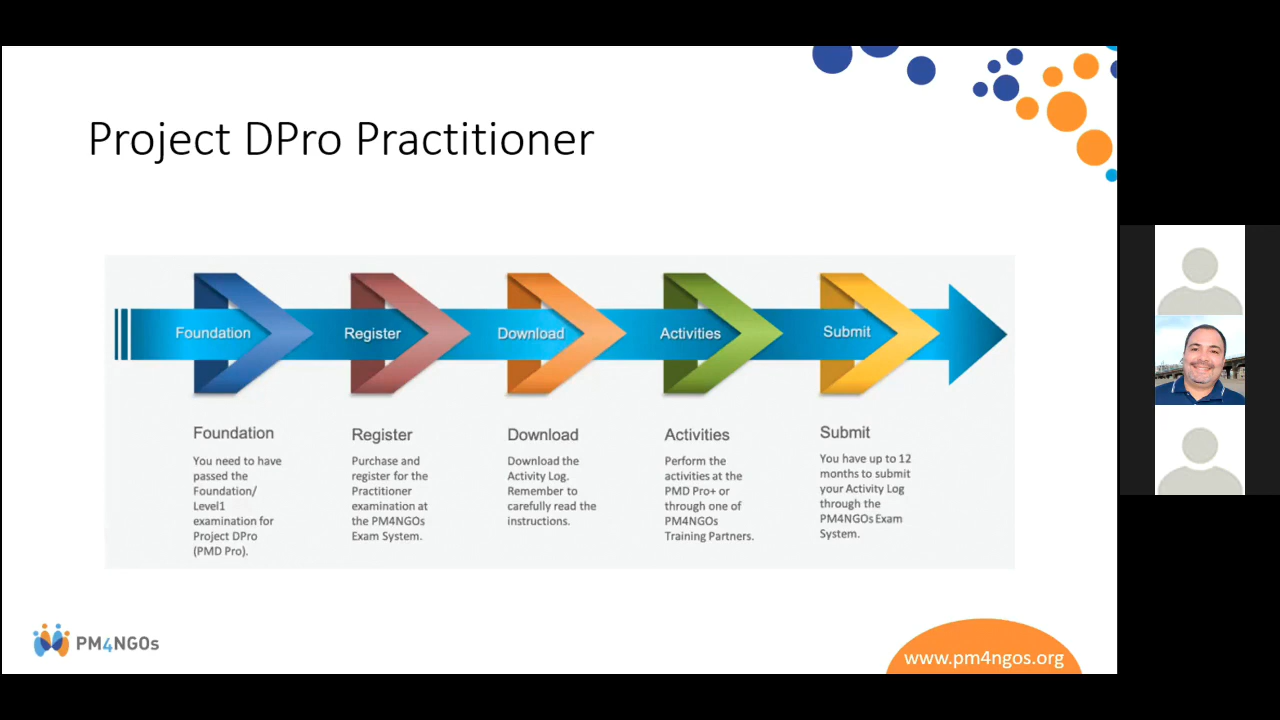 Project DPro Practitioner
Foundation
Register
Download
Activities
Submit
Foundation
You need to have
passed the
Foundation/
Level1
examination for
Project DPro
(PMD Pro).
Register
Purchase and
register for the
Practitioner
examination at
the PM4NGOs
Exam System.
Download
Download the
Activity Log.
Remember to
carefully read the
instructions.
Activities
Perform the
activities at the
PMD Pro+ or
through one of
PM4NGOs
Training Partners.
Submit
You have up to 12
months to submit
your Activity Log
through the
PM4NGOs Exam
System.
PM4NGOs
www.pm4ngos.org